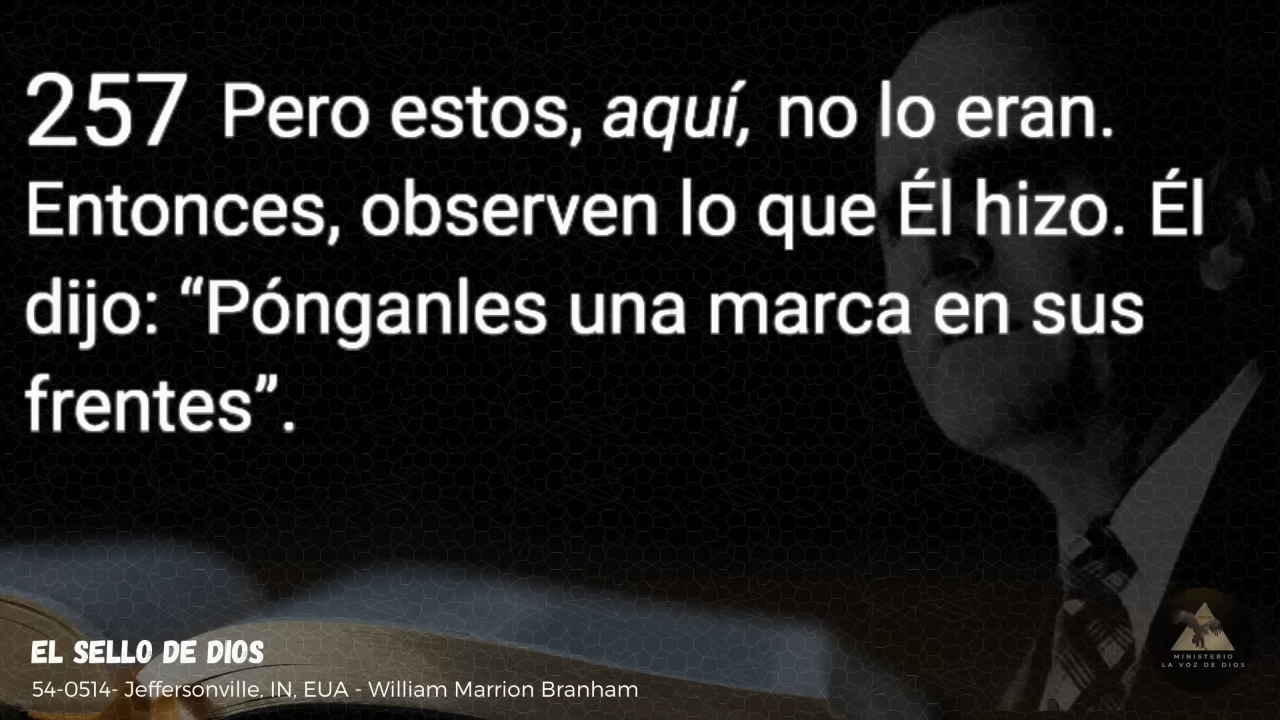 257 Pero estos, aquí, no lo eran.
Entonces, observen lo que Él hizo. Él
dijo: “Pónganles una marca en sus
frentes”.
EL SELLO DE DIOS
54-0514- Jeffersonville, IN, EUA - William Marrion Branham
MINISTERIO
LA VOZ DE DIOS